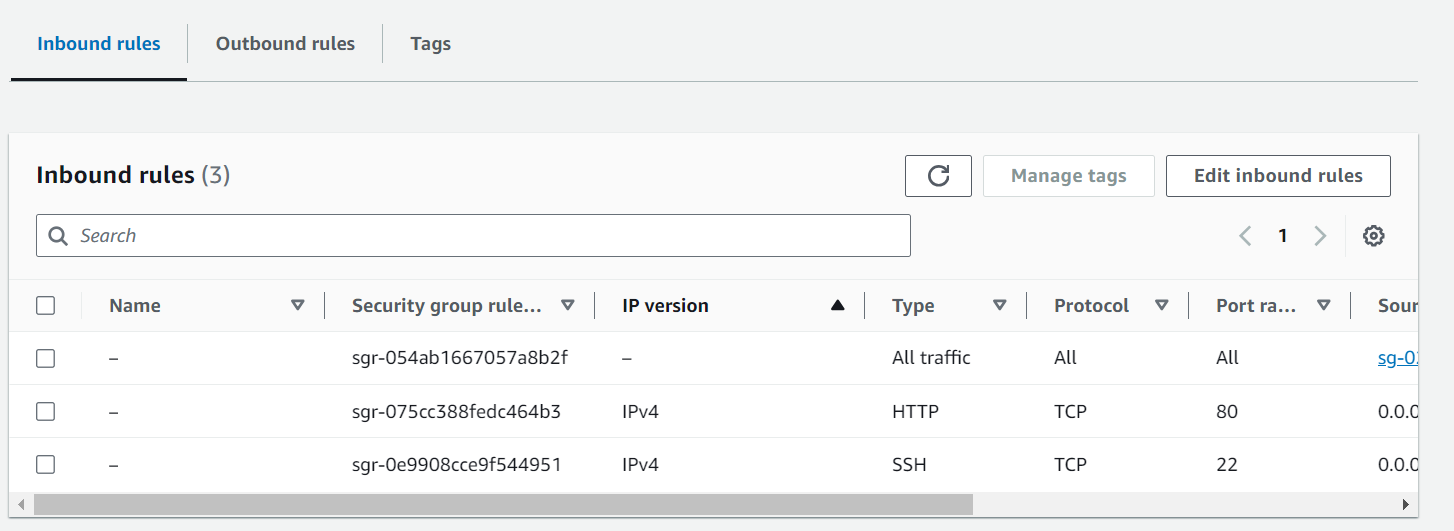 Inbound rules Outbound rules Tags
Inbound rules (3) Manage tags Edit inbound rules
Search 1
Name Security group rule... IP version Type Protocol Port ra... Sour
– sgr-054ab1667057a8b2f – All traffic All All sg-02
– sgr-075cc388fedc464b3 IPv4 HTTP TCP 80 0.0.0
– sgr-0e9908cce9f544951 IPv4 SSH TCP 22 0.0.0